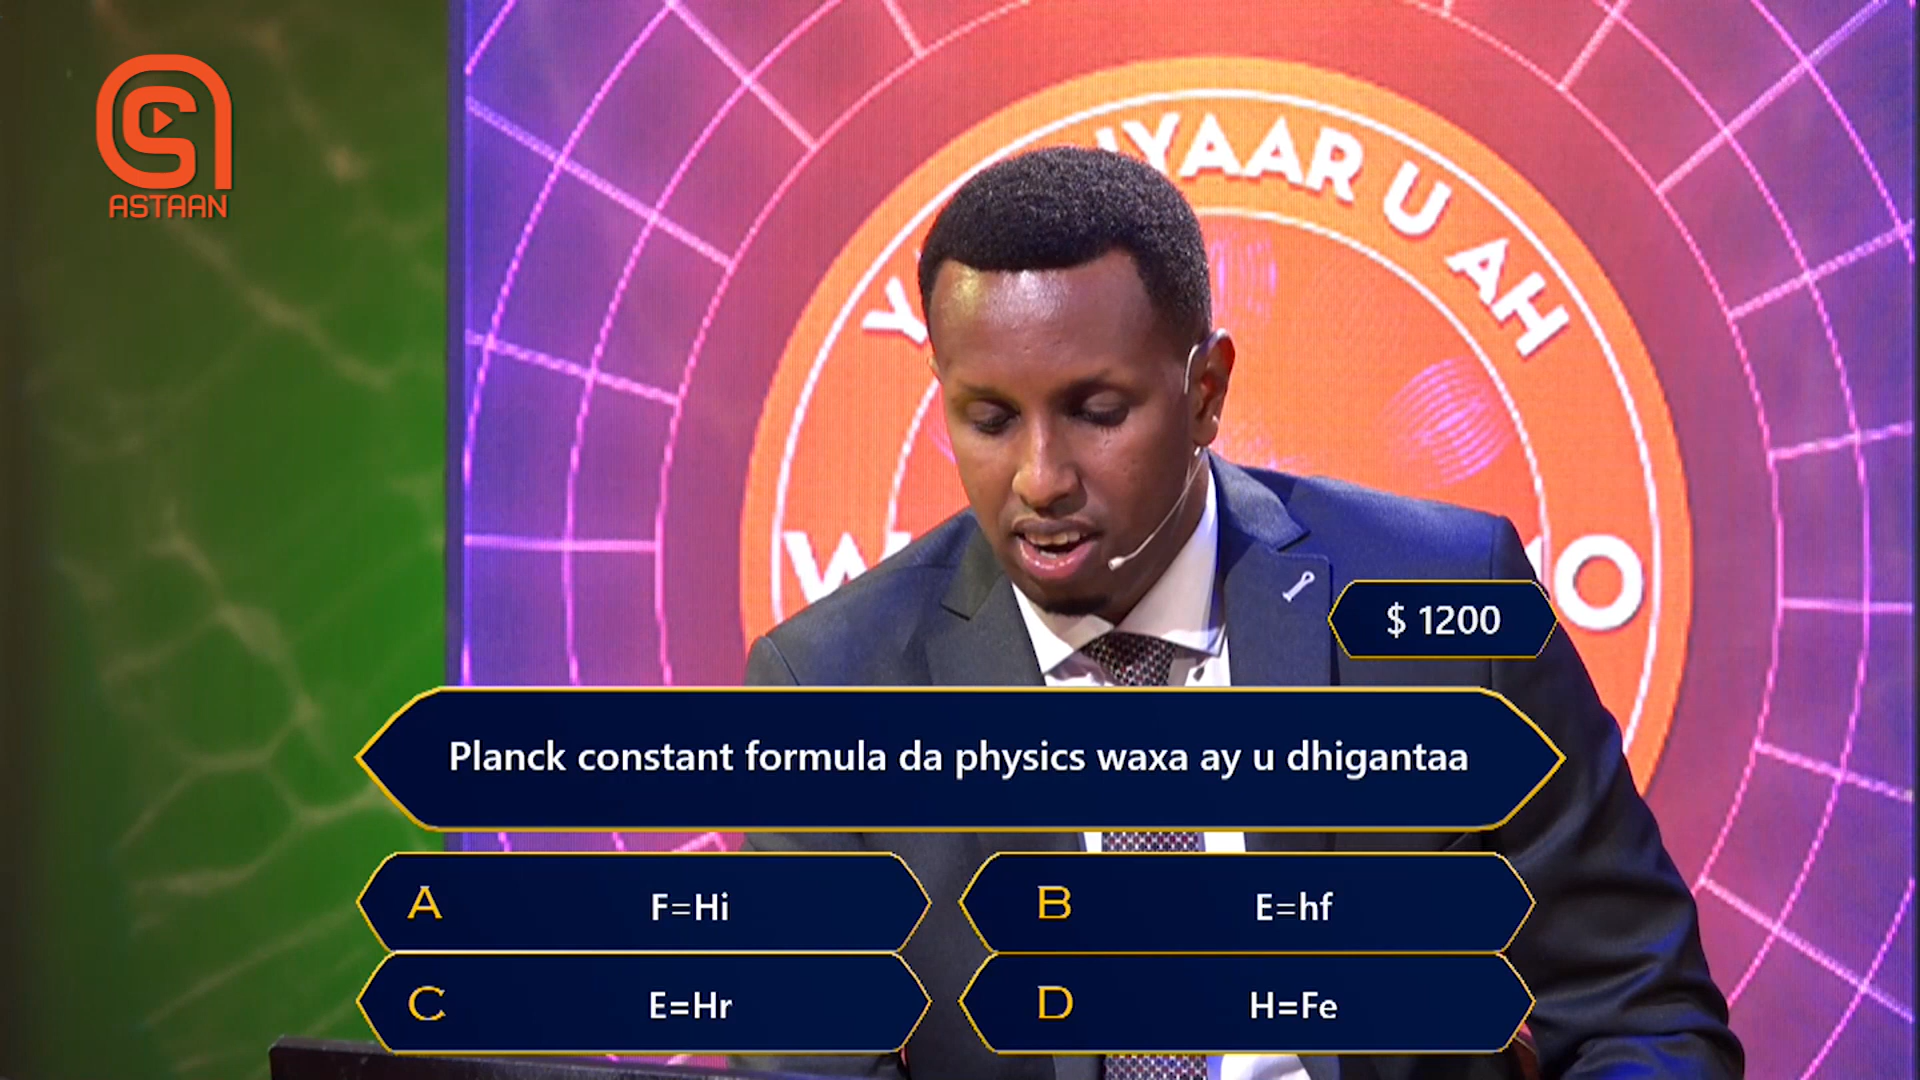 ASTAAN
YAAR U AH
$ 1200
Planck constant formula da physics waxa ay u dhigantaa
A F=Hi
B E=hf
C E=Hr
D H=Fe